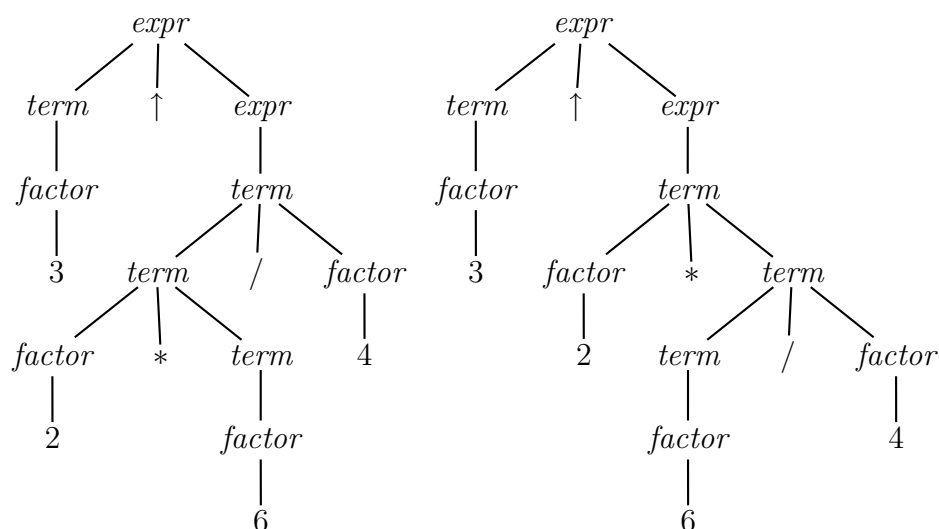 expr expr
term ↑ expr term ↑ expr
factor term factor term
3 term / factor 3 factor * term
factor * term 4 2 term / factor
2 factor factor 4
6 6